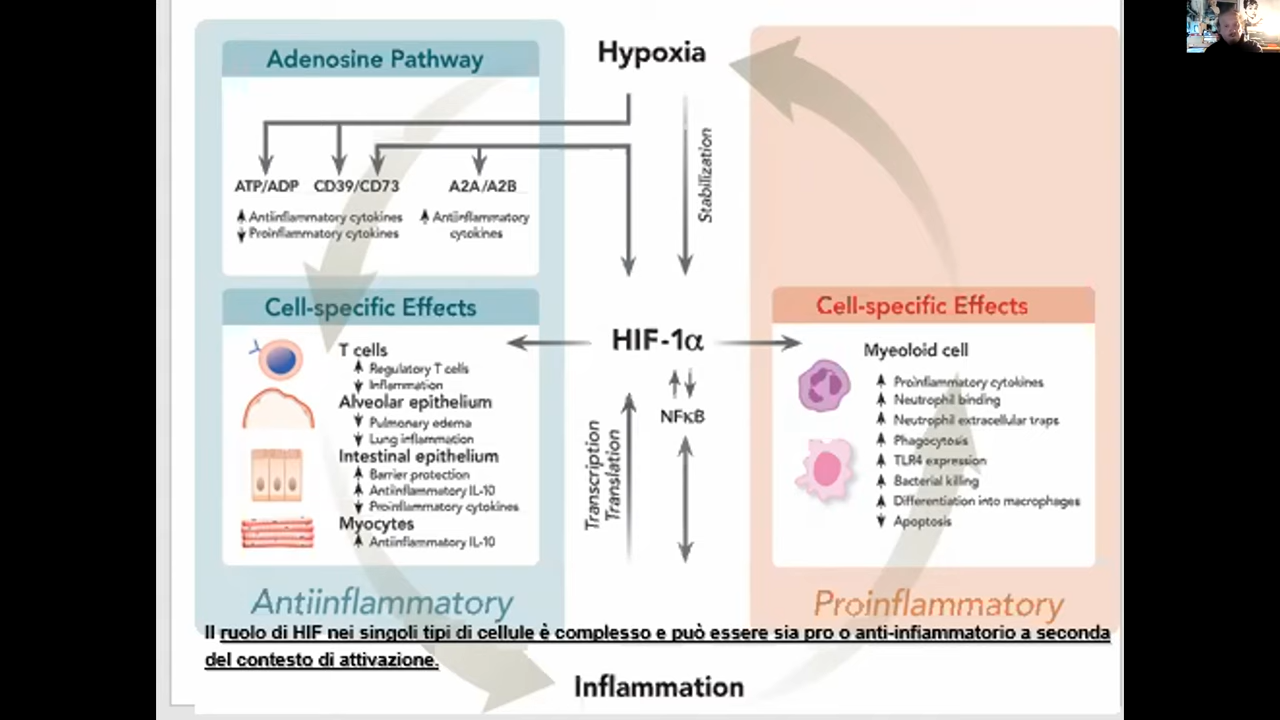 Adenosine Pathway
Hypoxia
Stabilization
ATP/ADP
CD39/CD73
A2A/A2B
Antiinflammatory cytokines
Proinflammatory cytokines
Antiinflammatory
cytokines
Cell-specific Effects
T cells
Regulatory T cells
Inflammation
Alveolar epithelium
Pulmonary edema
Lung inflammation
Intestinal epithelium
Barrier protection
Antiinflammatory IL-10
Proinflammatory cytokines
Myocytes
Antiinflammatory IL-10
Antiinflammatory
HIF-1α
NFκB
Transcription
Translation
Cell-specific Effects
Myeoloid cell
Proinflammatory cytokines
Neutrophil binding
Neutrophil extracellular traps
Phagocytosis
TLR4 expression
Bacterial killing
Differentiation into macrophages
Apoptosis
Proinflammatory
Il ruolo di HIF nei singoli tipi di cellule è complesso e può essere sia pro o anti-infiammatorio a seconda
del contesto di attivazione.
Inflammation